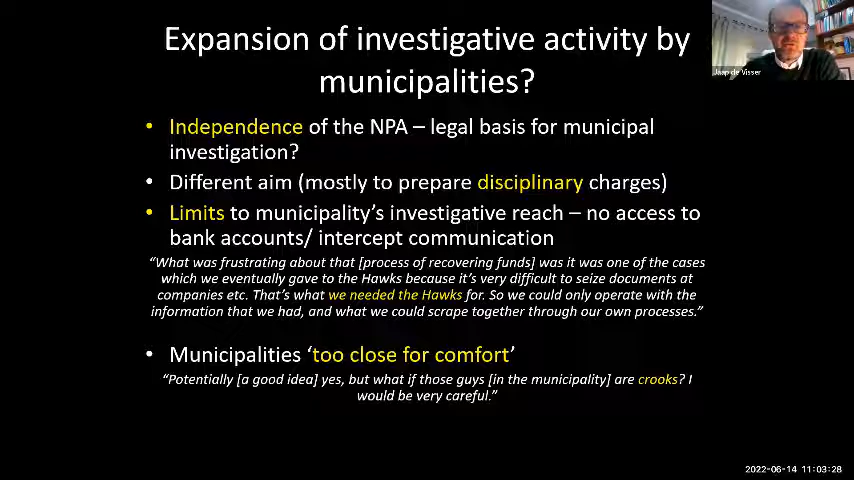 Expansion of investigative activity by
municipalities?
Jaap de Visser
• Independence of the NPA – legal basis for municipal
investigation?
• Different aim (mostly to prepare disciplinary charges)
• Limits to municipality's investigative reach – no access to
bank accounts/ intercept communication
“What was frustrating about that [process of recovering funds] was it was one of the cases
which we eventually gave to the Hawks because it’s very difficult to seize documents at
companies etc. That’s what we needed the Hawks for. So we could only operate with the
information that we had, and what we could scrape together through our own processes.”
• Municipalities ‘too close for comfort’
“Potentially [a good idea] yes, but what if those guys [in the municipality] are crooks? I
would be very careful.”
2022-06-14 11:03:28